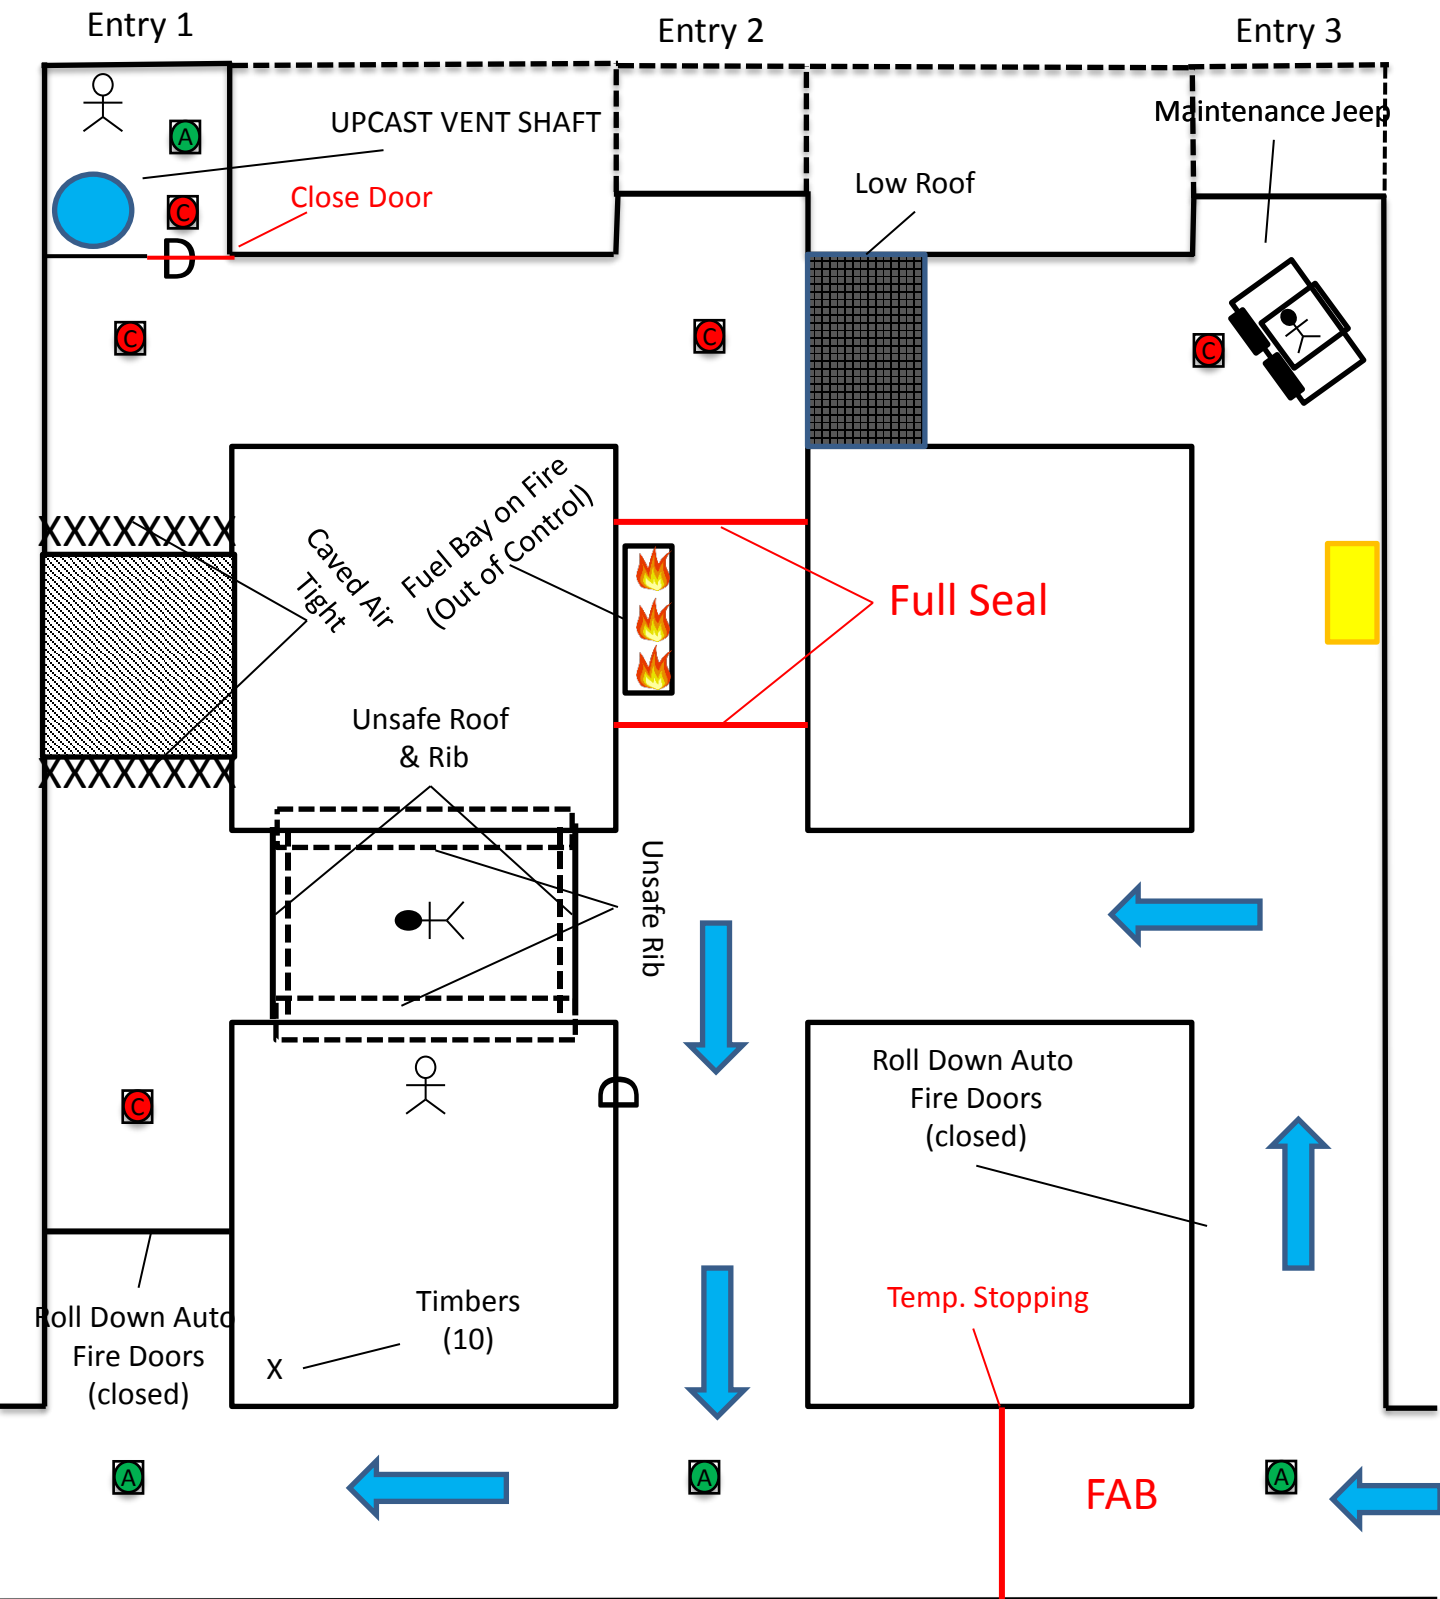 Entry 1
Entry 2
Entry 3
Maintenance Jeep
A
UPCAST VENT SHAFT
Low Roof
Close Door
C
D
C
C
C
XXXXXXXX
Fuel Bay on Fire
(Out of Control)
Caved Air
Tight
Full Seal
Unsafe Roof
& Rib
XXXXXXXX
Unsafe Rib
D
C
Roll Down Auto
Fire Doors
(closed)
Timbers
(10)
X
Temp. Stopping
Roll Down Auto
Fire Doors
(closed)
A
A
A
FAB